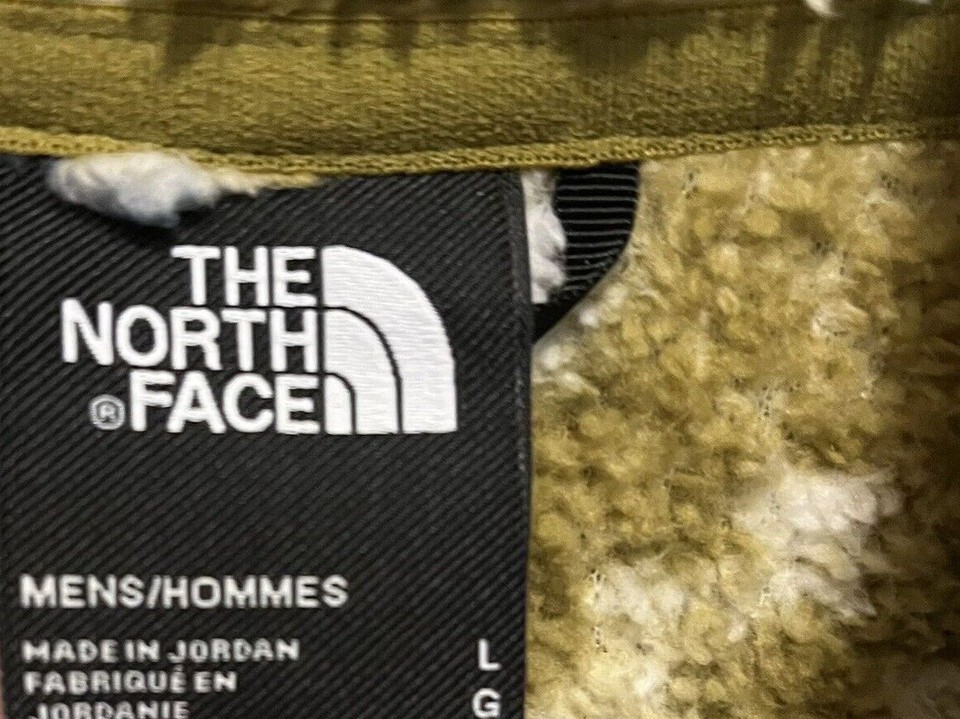 THE
NORTH
®FACE
MENS/HOMMES
MADE IN JORDAN L
FABRIQUÉ EN
JORDANIE G